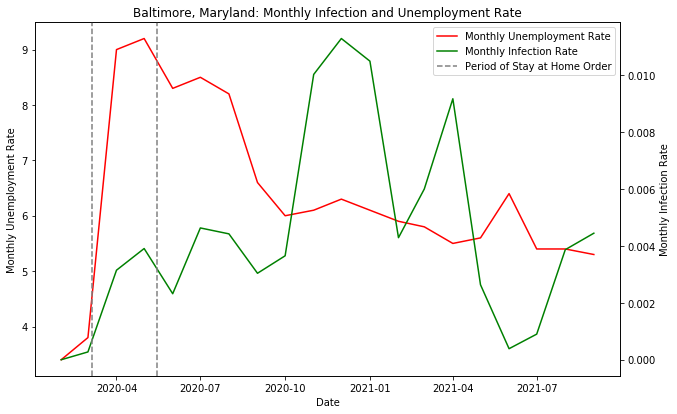 Baltimore, Maryland: Monthly Infection and Unemployment Rate
Monthly Unemployment Rate
Monthly Infection Rate
Period of Stay at Home Order
9
8
7
6
5
4
Monthly Unemployment Rate
0.010
0.008
0.006
0.004
0.002
0.000
Monthly Infection Rate
2020-04 2020-07 2020-10 2021-01 2021-04 2021-07
Date